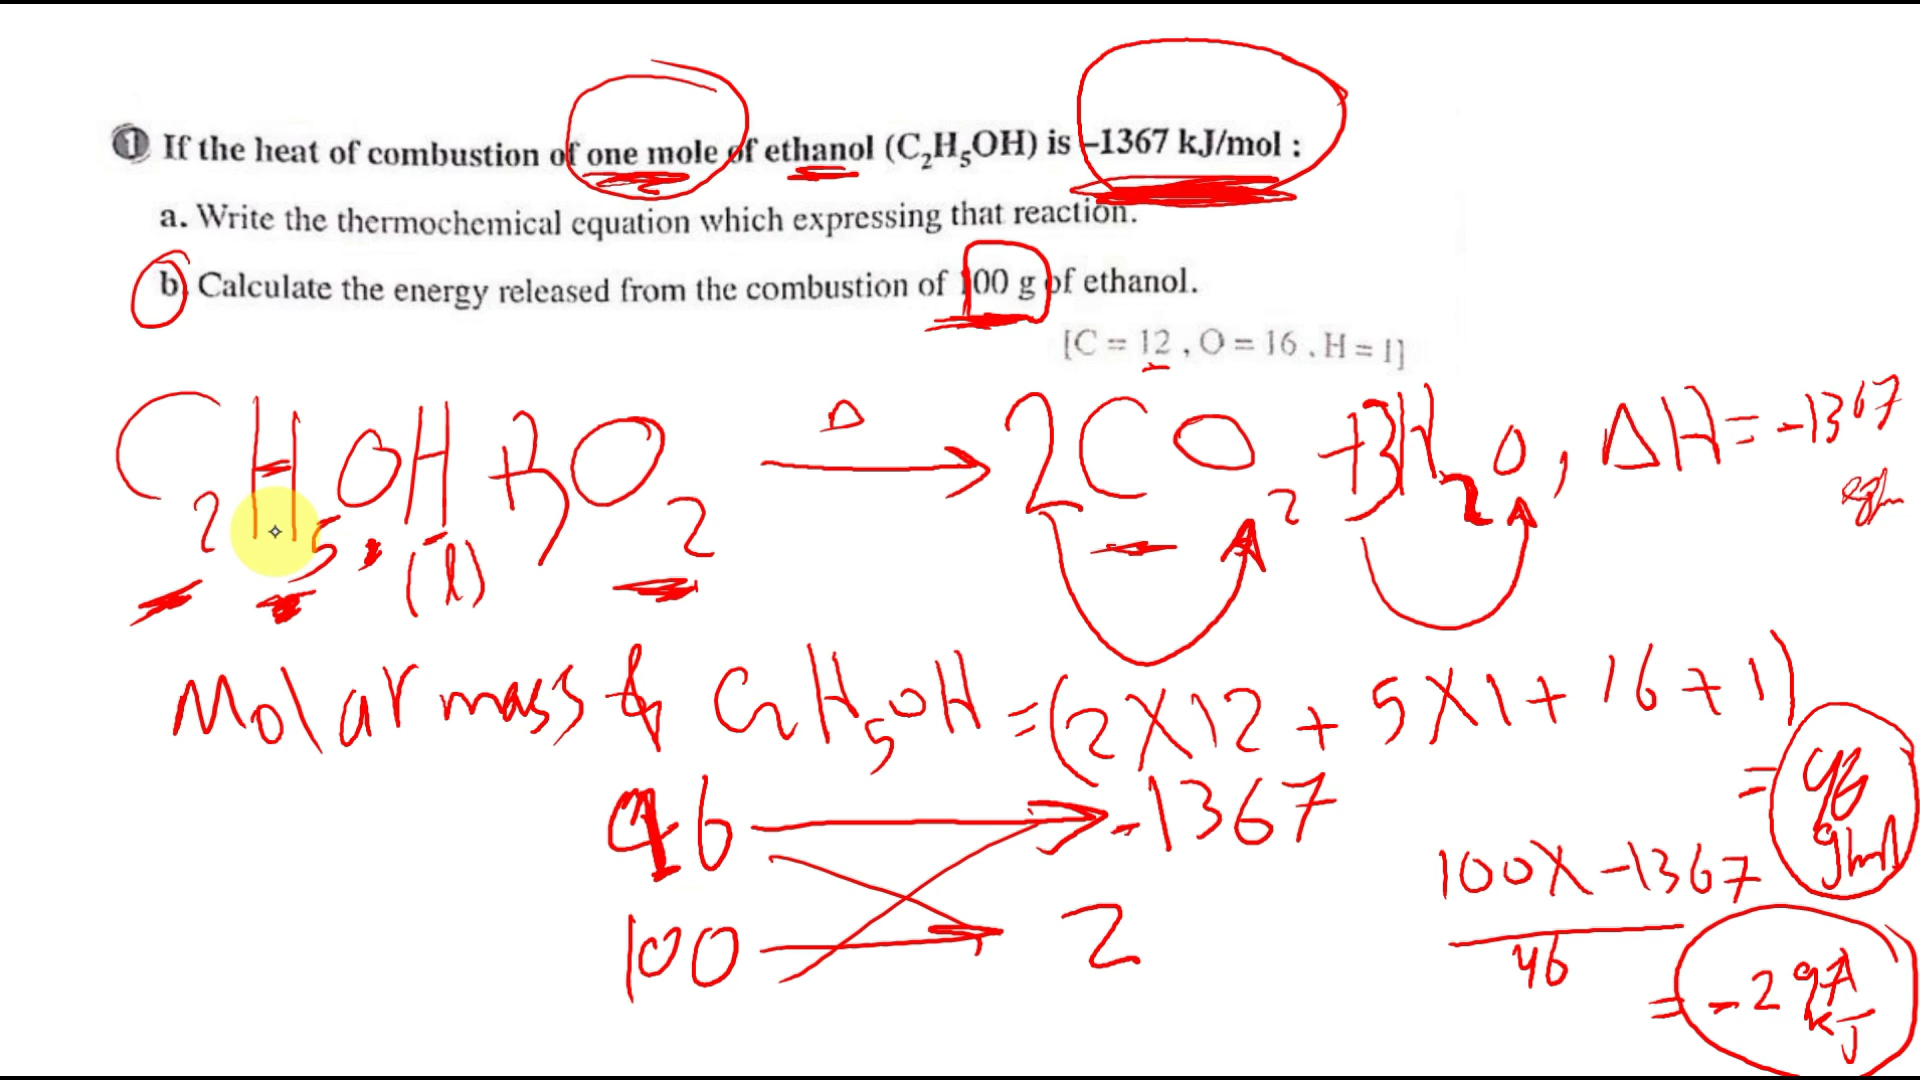 1 If the heat of combustion of one mole of ethanol (C₂H₅OH) is –1367 kJ/mol :
a. Write the thermochemical equation which expressing that reaction.
b. Calculate the energy released from the combustion of 100 g of ethanol.
[C = 12 , O = 16 , H = 1]
C₂H₅OH(l) + 3O₂ →Δ 2CO₂ + 3H₂O , ΔH = -1367
Molar mass of C₂H₅OH = (2X12 + 5X1 + 16 + 1)
= 46 g/mol
46 → -1367
100 →
100X -1367
46
= -2971 kJ